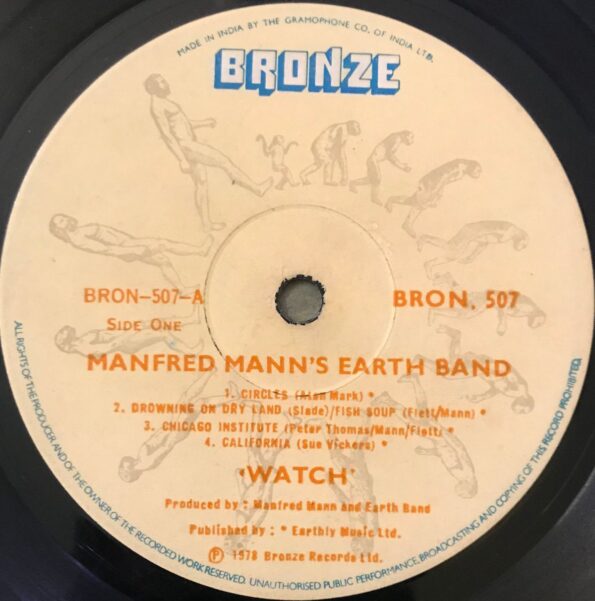 MADE IN INDIA BY THE GRAMOPHONE CO. OF INDIA LTD.
BRONZE
BRON–507–A
BRON. 507
SIDE ONE
MANFRED MANN'S EARTH BAND
1. CIRCLES (Alan Mark) *
2. DROWNING ON DRY LAND (Slade)/FISH SOUP (Flett/Mann) *
3. CHICAGO INSTITUTE (Peter Thomas/Mann/Flett) *
4. CALIFORNIA (Sue Vickers) *
'WATCH'
Produced by : Manfred Mann and Earth Band
Published by : * Earthly Music Ltd.
Ⓟ 1978 Bronze Records Ltd.
ALL RIGHTS OF THE PRODUCER AND OF THE OWNER OF THE RECORDED WORK RESERVED. UNAUTHORISED PUBLIC PERFORMANCE, BROADCASTING AND COPYING OF THIS RECORD PROHIBITED.